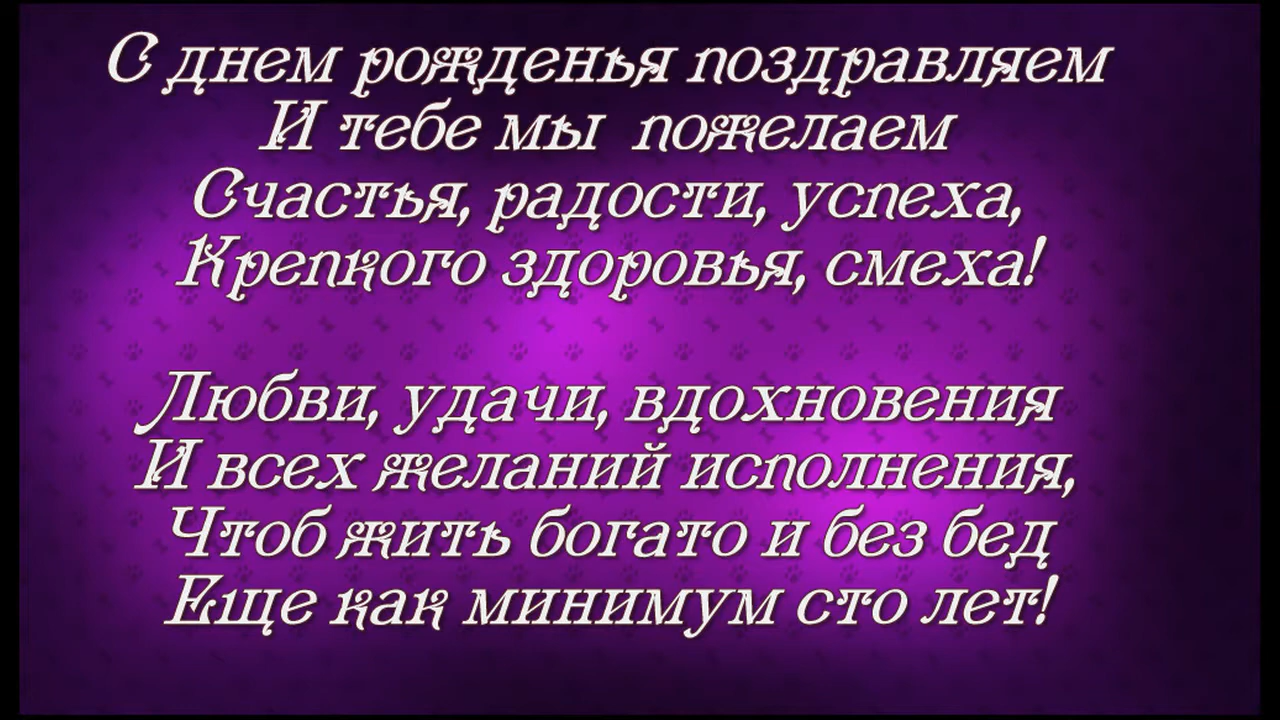 С днем рожденья поздравляем
И тебе мы пожелаем
Счастья, радости, успеха,
Крепкого здоровья, смеха!
Любви, удачи, вдохновения
И всех желаний исполнения,
Чтоб жить богато и без бед
Еще как минимум сто лет!